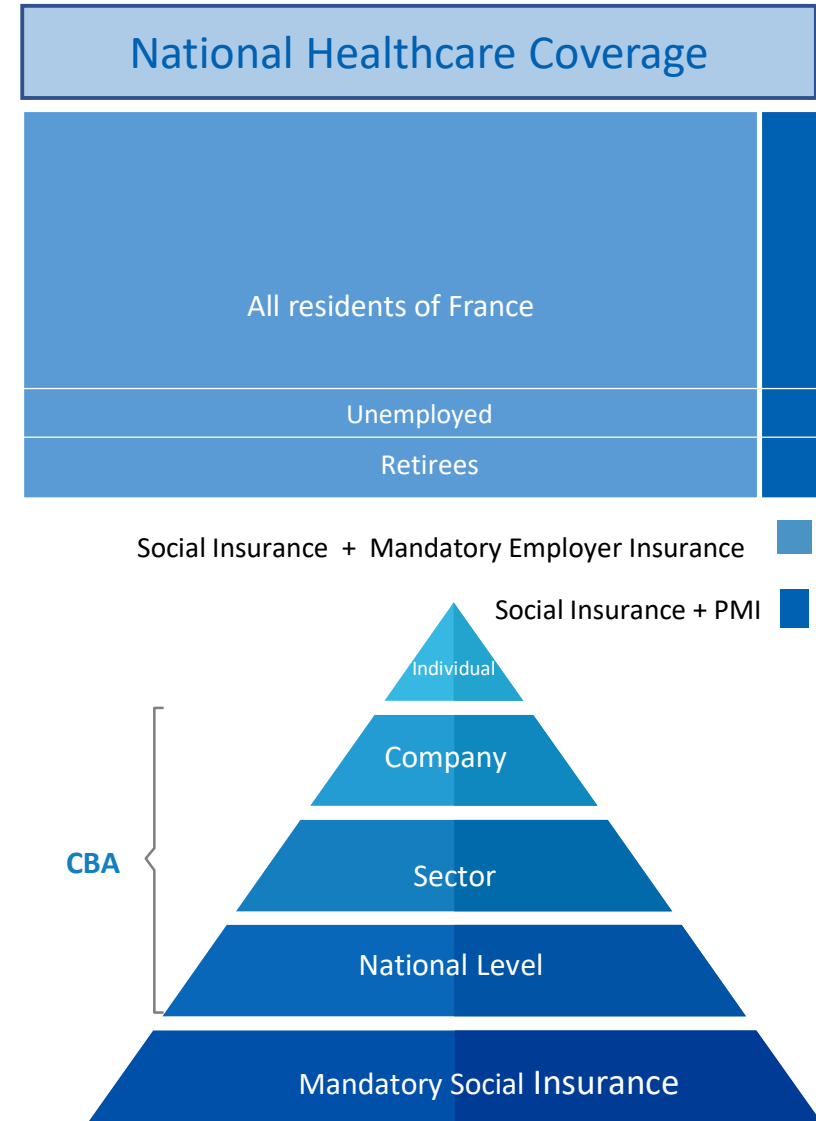 National Healthcare Coverage
All residents of France
Unemployed
Retirees
Social Insurance + Mandatory Employer Insurance
Social Insurance + PMI
Individual
Company
CBA
Sector
National Level
Mandatory Social Insurance